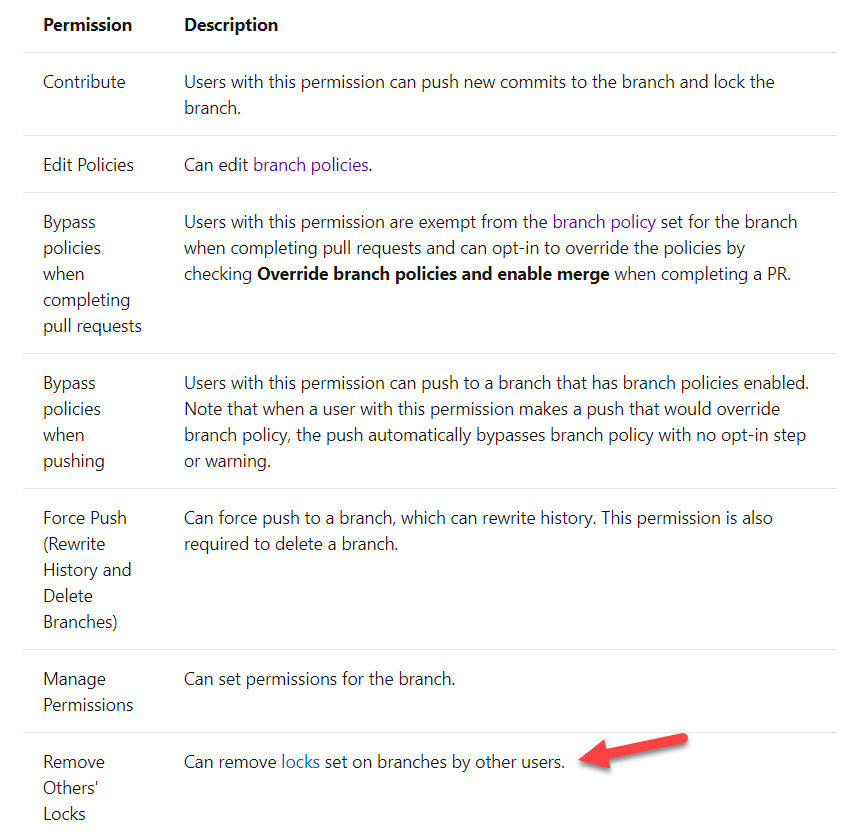 Permission Description
Contribute Users with this permission can push new commits to the branch and lock the
branch.
Edit Policies Can edit branch policies.
Bypass Users with this permission are exempt from the branch policy set for the branch
policies when completing pull requests and can opt-in to override the policies by
when checking Override branch policies and enable merge when completing a PR.
completing
pull requests
Bypass Users with this permission can push to a branch that has branch policies enabled.
policies Note that when a user with this permission makes a push that would override
when branch policy, the push automatically bypasses branch policy with no opt-in step
pushing or warning.
Force Push Can force push to a branch, which can rewrite history. This permission is also
(Rewrite required to delete a branch.
History and
Delete
Branches)
Manage Can set permissions for the branch.
Permissions
Remove Can remove locks set on branches by other users.
Others'
Locks